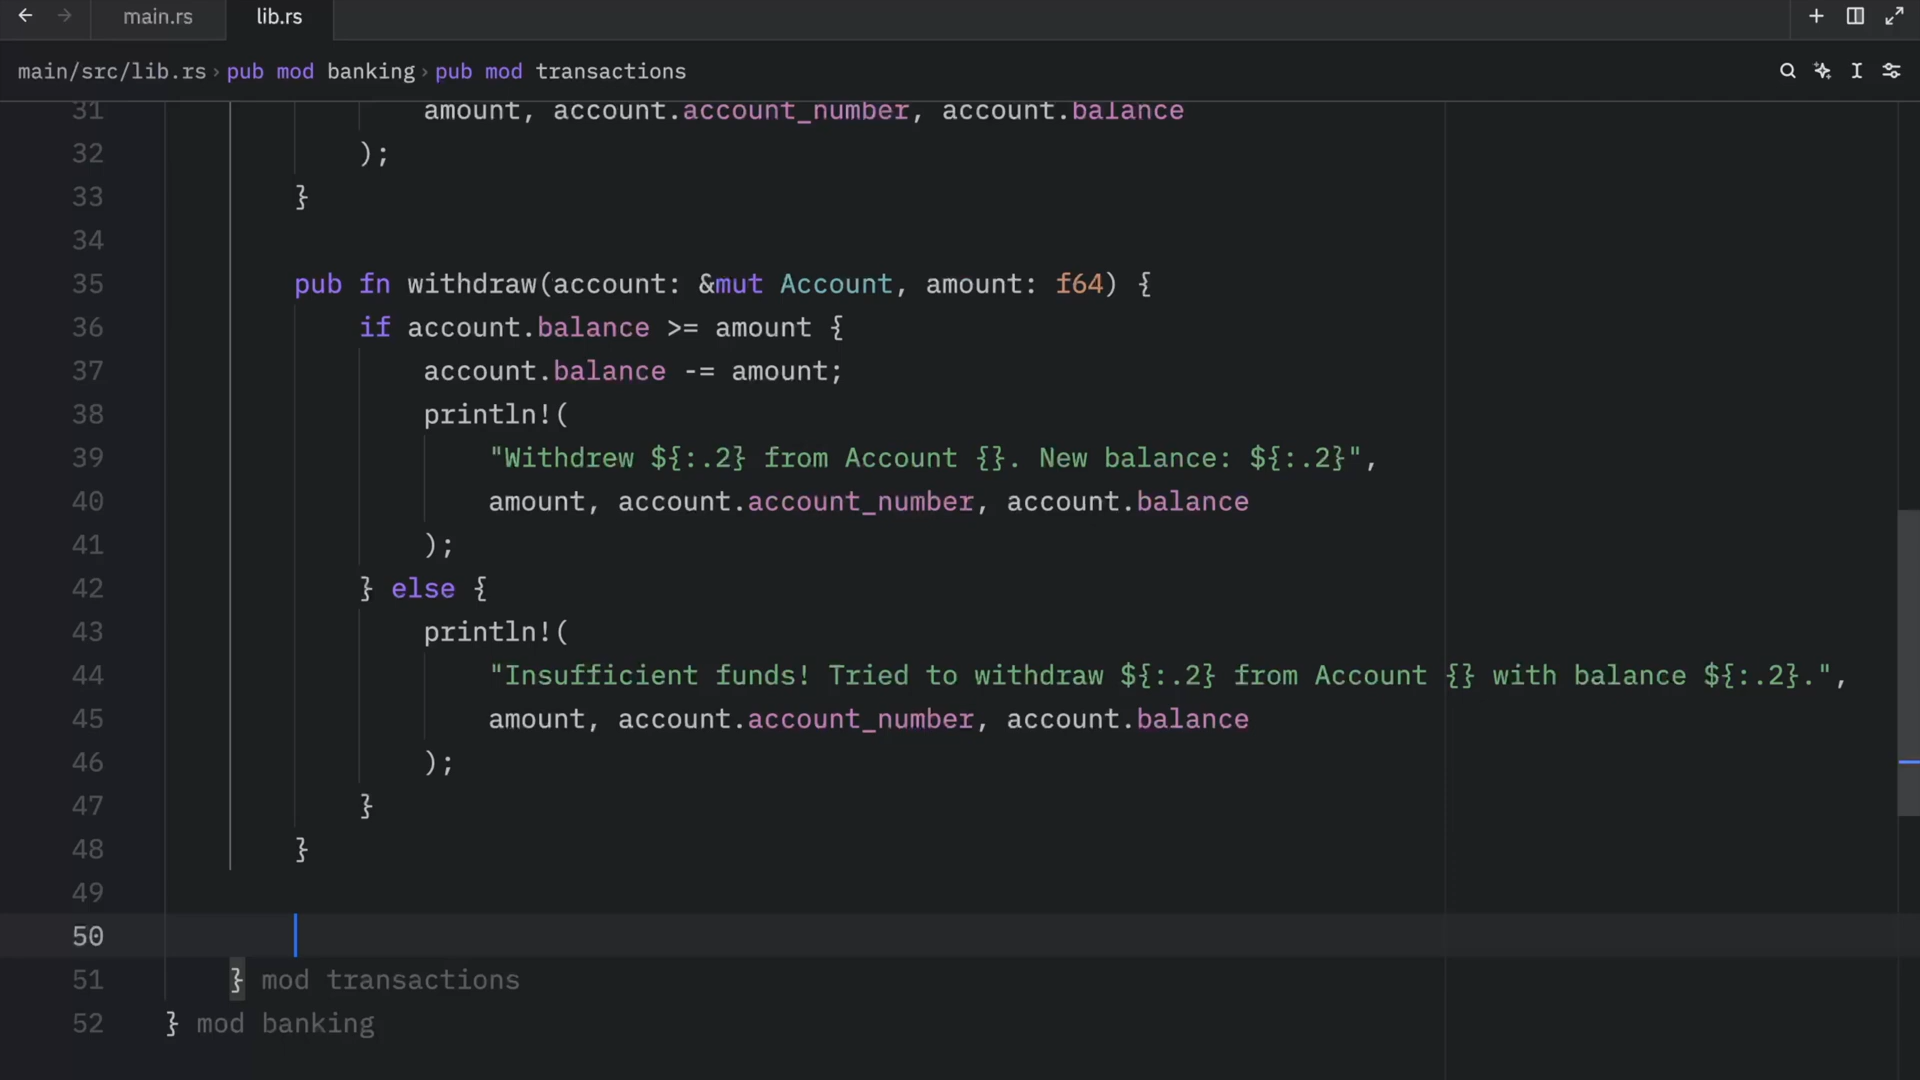 main.rs lib.rs
main/src/lib.rs › pub mod banking › pub mod transactions
31 amount, account.account_number, account.balance
32 );
33 }
34
35 pub fn withdraw(account: &mut Account, amount: f64) {
36 if account.balance >= amount {
37 account.balance -= amount;
38 println!(
39 "Withdrew ${:.2} from Account {}. New balance: ${:.2}",
40 amount, account.account_number, account.balance
41 );
42 } else {
43 println!(
44 "Insufficient funds! Tried to withdraw ${:.2} from Account {} with balance ${:.2}.",
45 amount, account.account_number, account.balance
46 );
47 }
48 }
49
50
51 } mod transactions
52 } mod banking